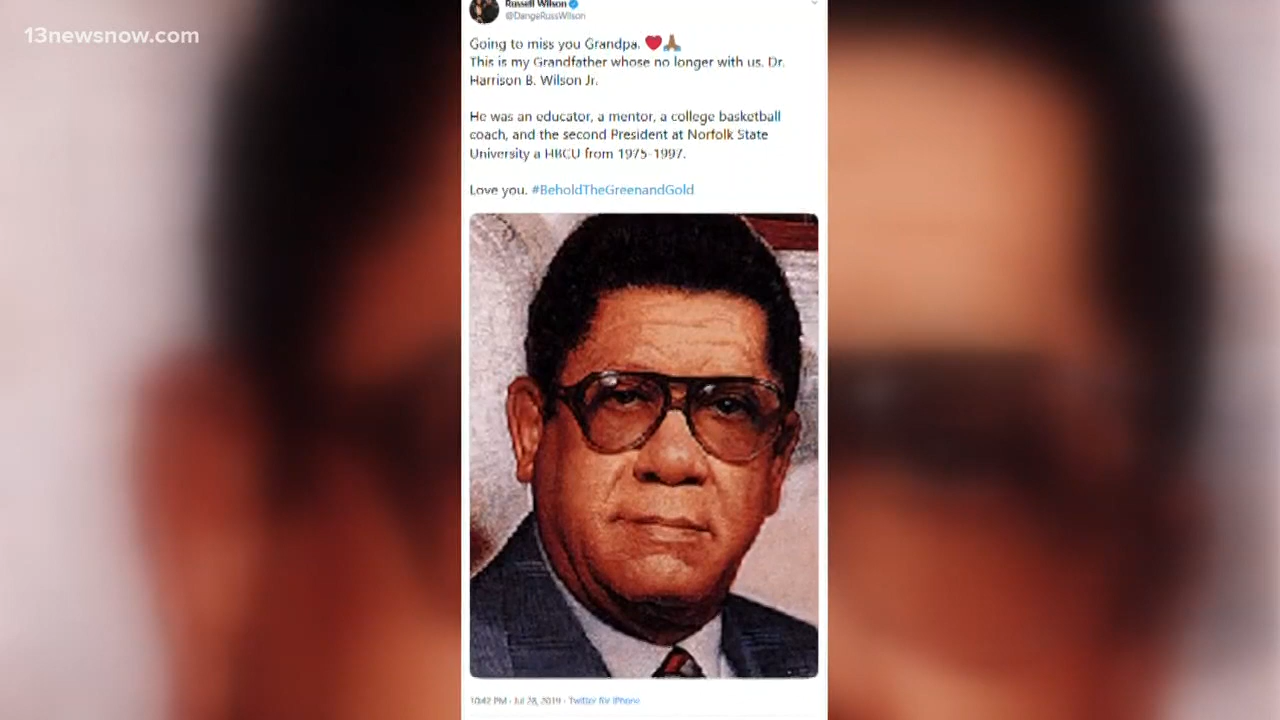 13newsnow.com
Russell Wilson
@DangeRussWilson
Going to miss you Grandpa. ❤️🙏🏽
This is my Grandfather whose no longer with us. Dr.
Harrison B. Wilson Jr.
He was an educator, a mentor, a college basketball
coach, and the second President at Norfolk State
University a HBCU from 1975-1997.
Love you. #BeholdTheGreenandGold
10:42 PM · Jul 28, 2019 · Twitter for iPhone